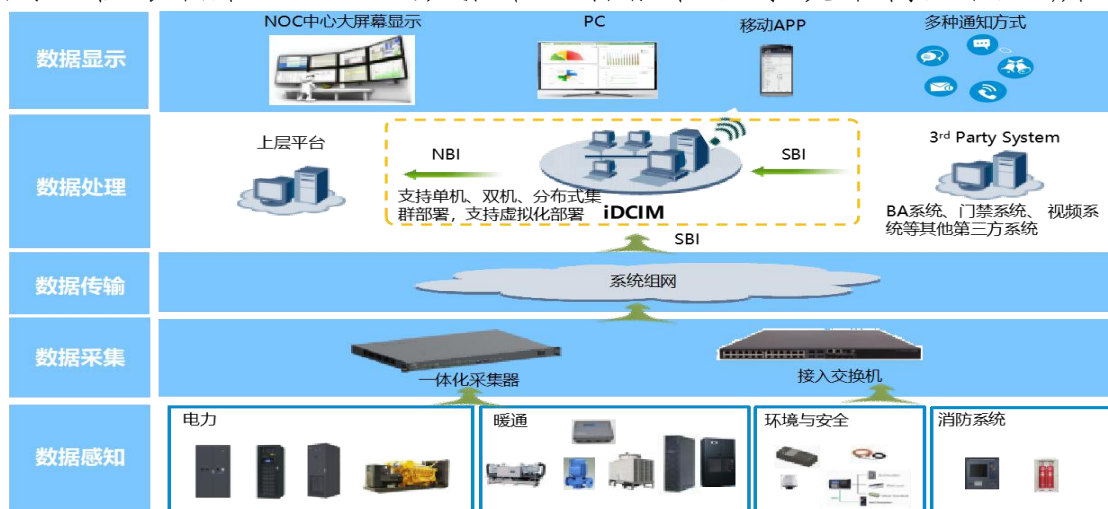 NOC中心大屏幕显示
PC
移动APP
多种通知方式
数据显示
上层平台
NBI
SBI
3rd Party System
数据处理
支持单机、双机、分布式集
群部署，支持虚拟化部署
iDCIM
BA系统、门禁系统、 视频系
统等其他第三方系统
SBI
数据传输
系统组网
数据采集
一体化采集器
接入交换机
数据感知
电力
暖通
环境与安全
消防系统